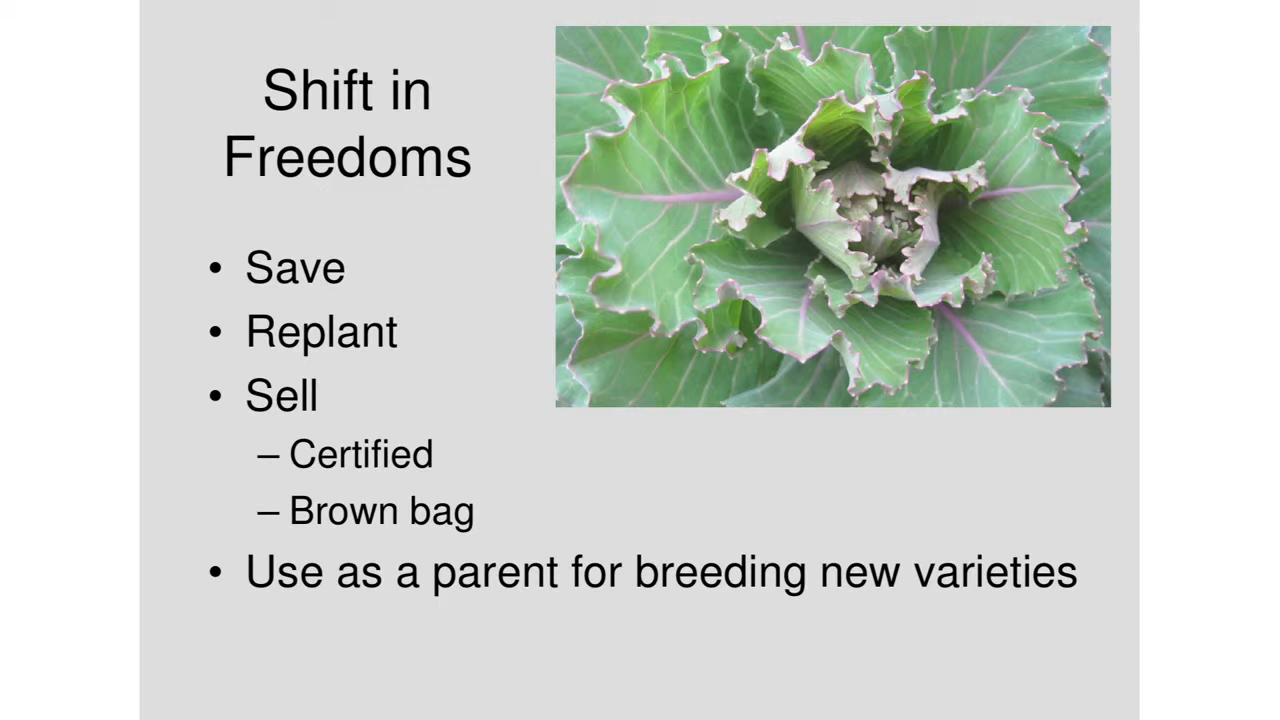 Shift in
Freedoms
• Save
• Replant
• Sell
– Certified
– Brown bag
• Use as a parent for breeding new varieties